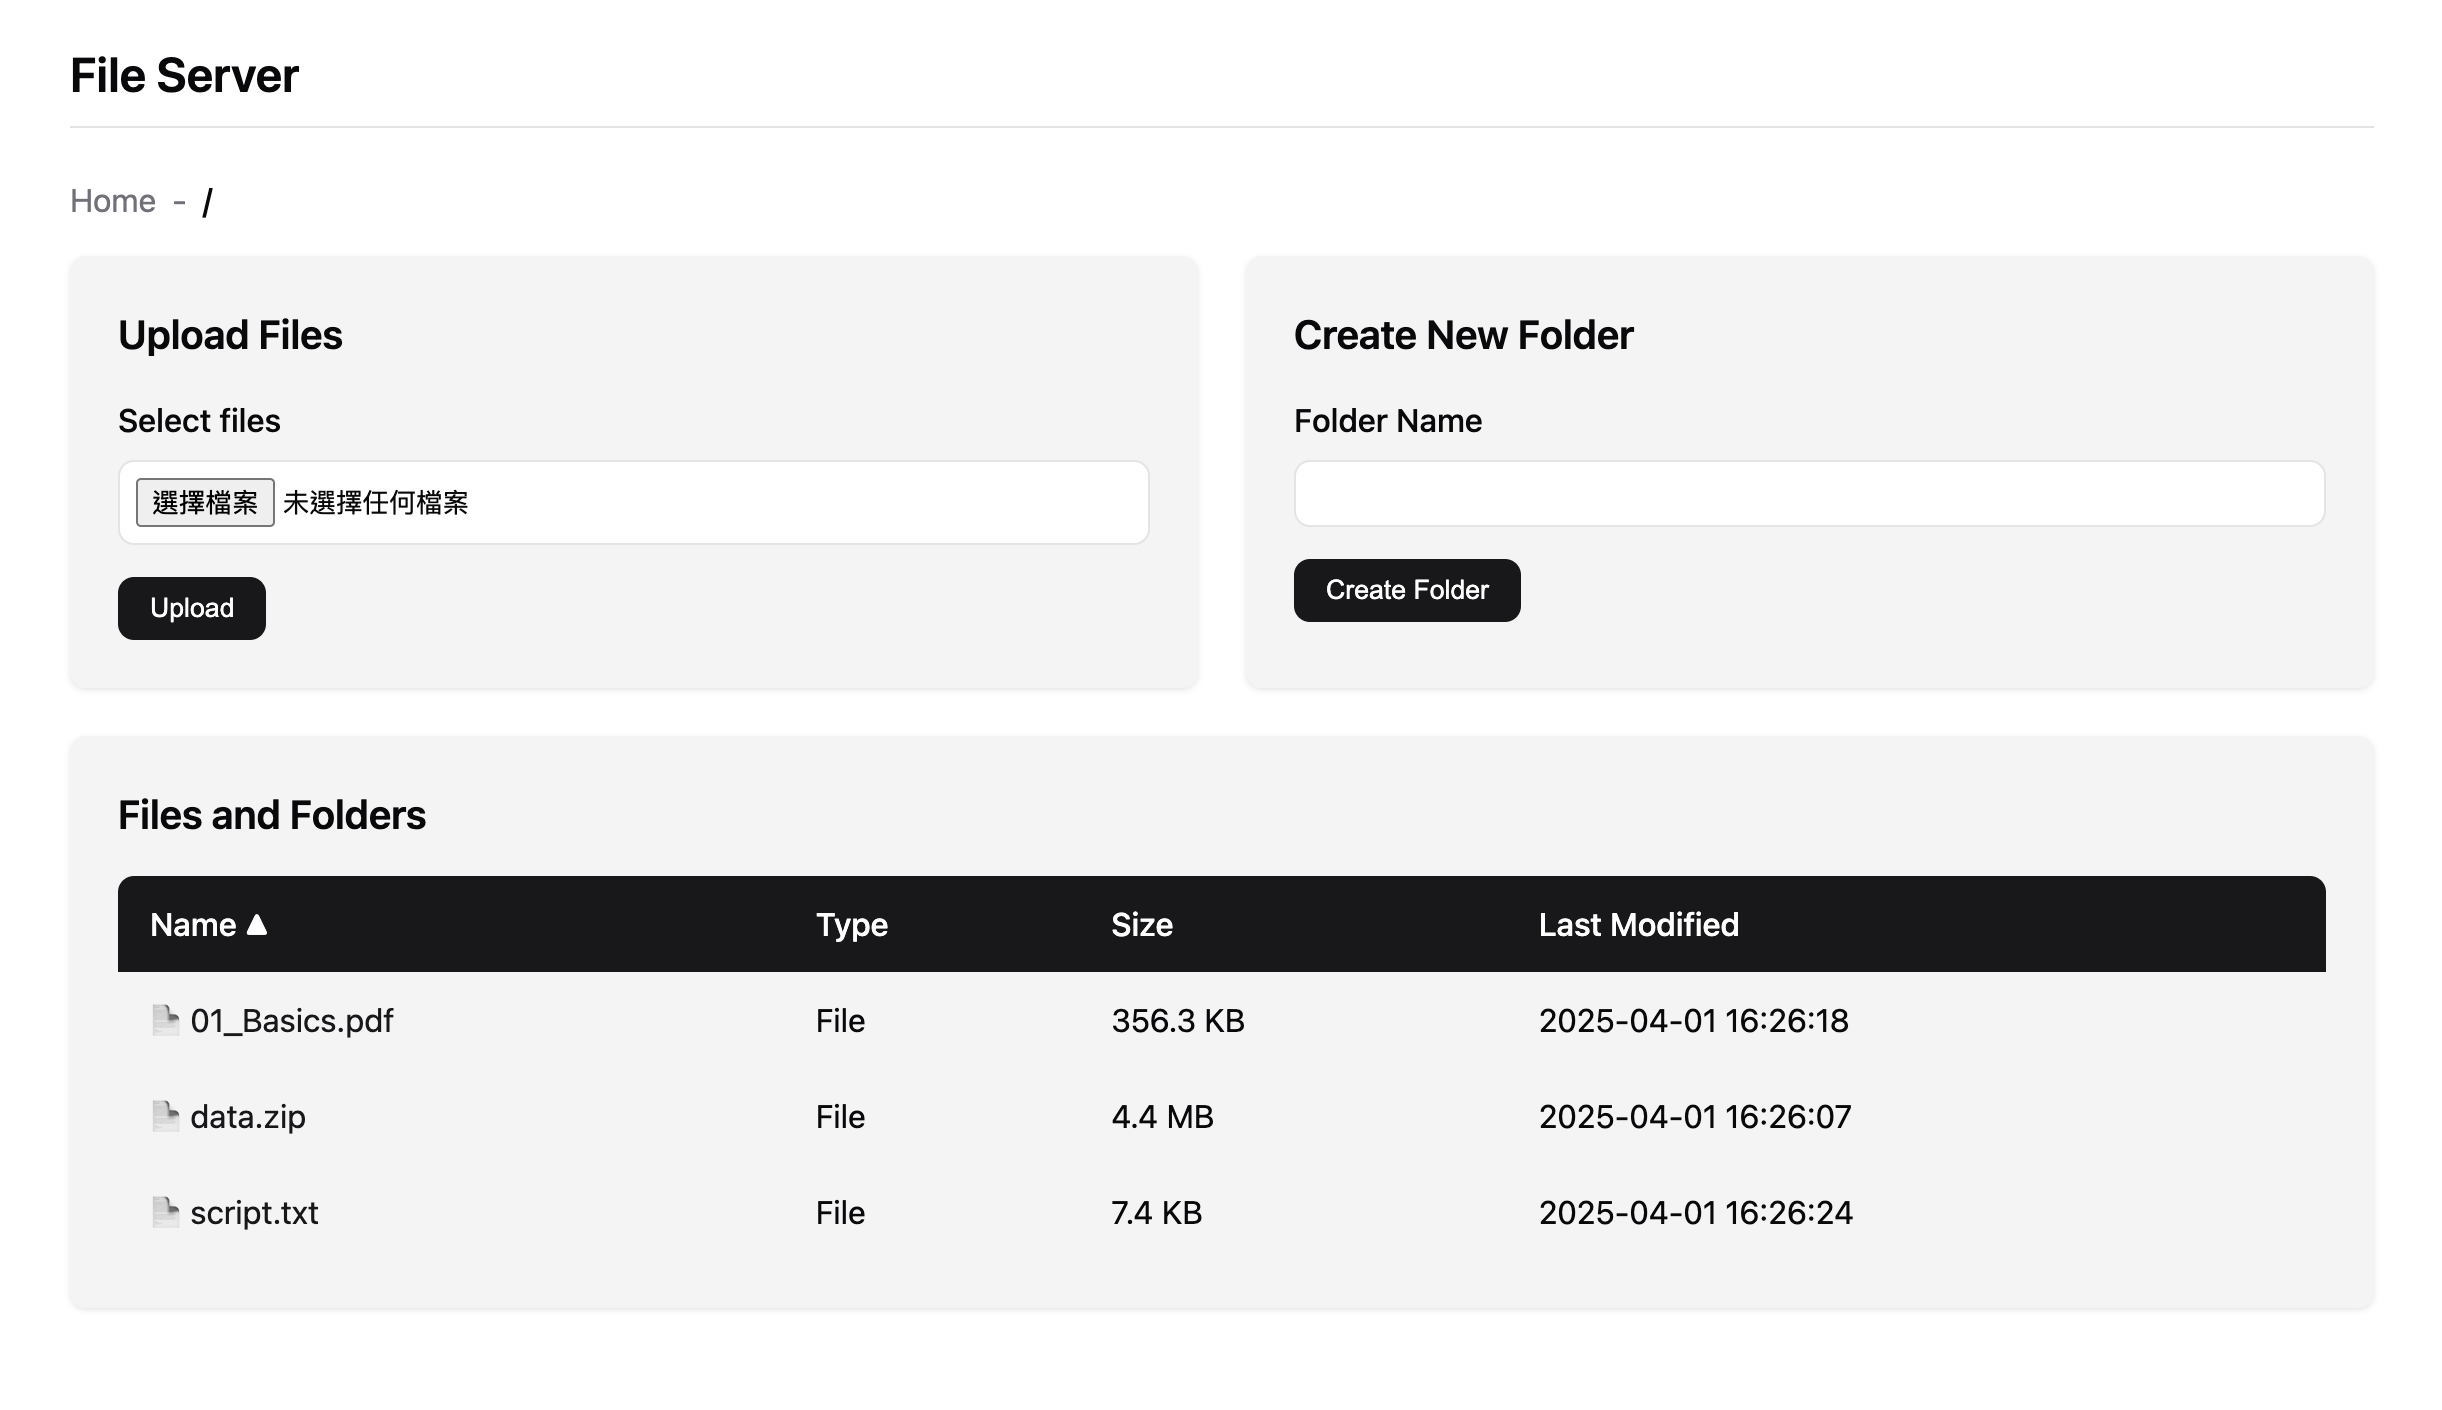 File Server
Home - /
Upload Files
Select files
選擇檔案 未選擇任何檔案
Upload
Create New Folder
Folder Name
Create Folder
Files and Folders
Name ▲ Type Size Last Modified
01_Basics.pdf File 356.3 KB 2025-04-01 16:26:18
data.zip File 4.4 MB 2025-04-01 16:26:07
script.txt File 7.4 KB 2025-04-01 16:26:24